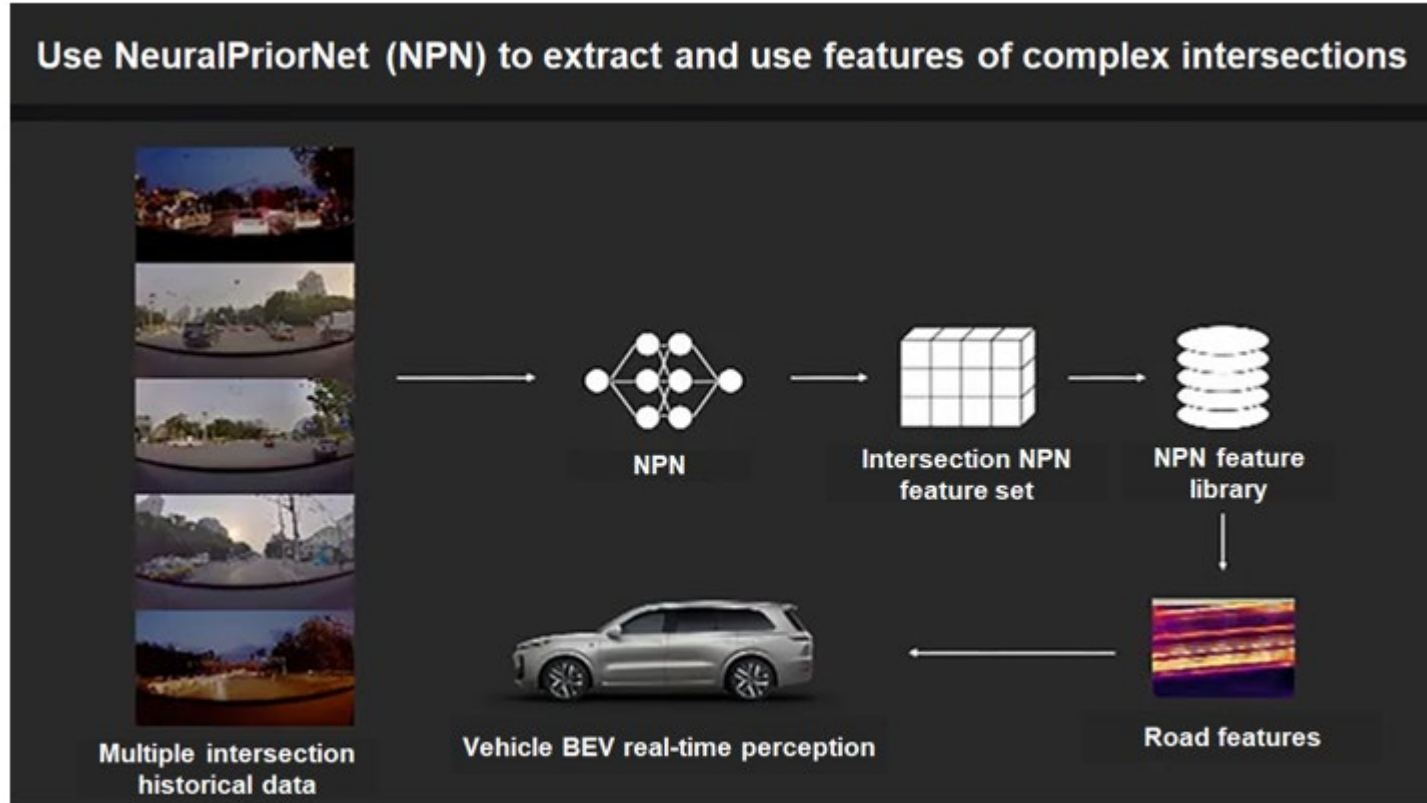 Use NeuralPriorNet (NPN) to extract and use features of complex intersections
NPN
Intersection NPN
feature set
NPN feature
library
Multiple intersection
historical data
Vehicle BEV real-time perception
Road features